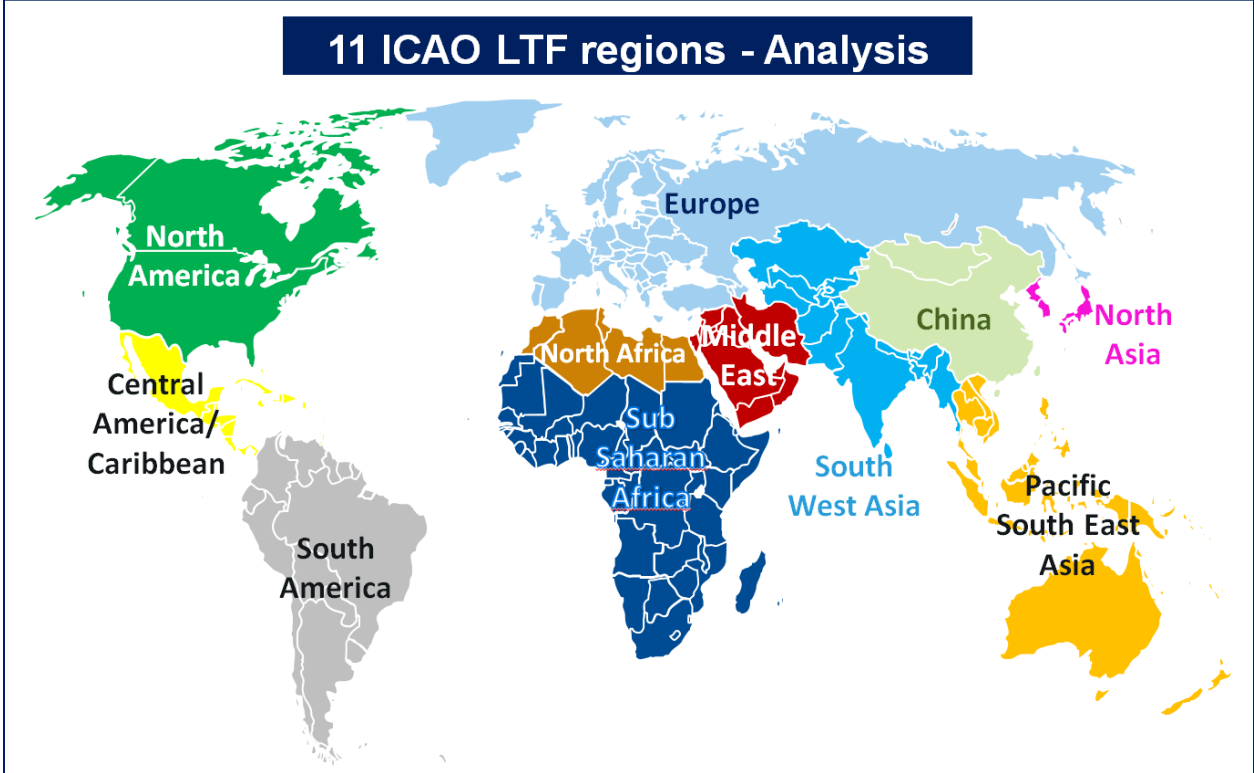 11 ICAO LTF regions - Analysis
Europe
North
America
China
North
Asia
Middle
East
North Africa
Central
America/
Caribbean
Sub
Saharan
Africa
South
West Asia
Pacific
South East
Asia
South
America